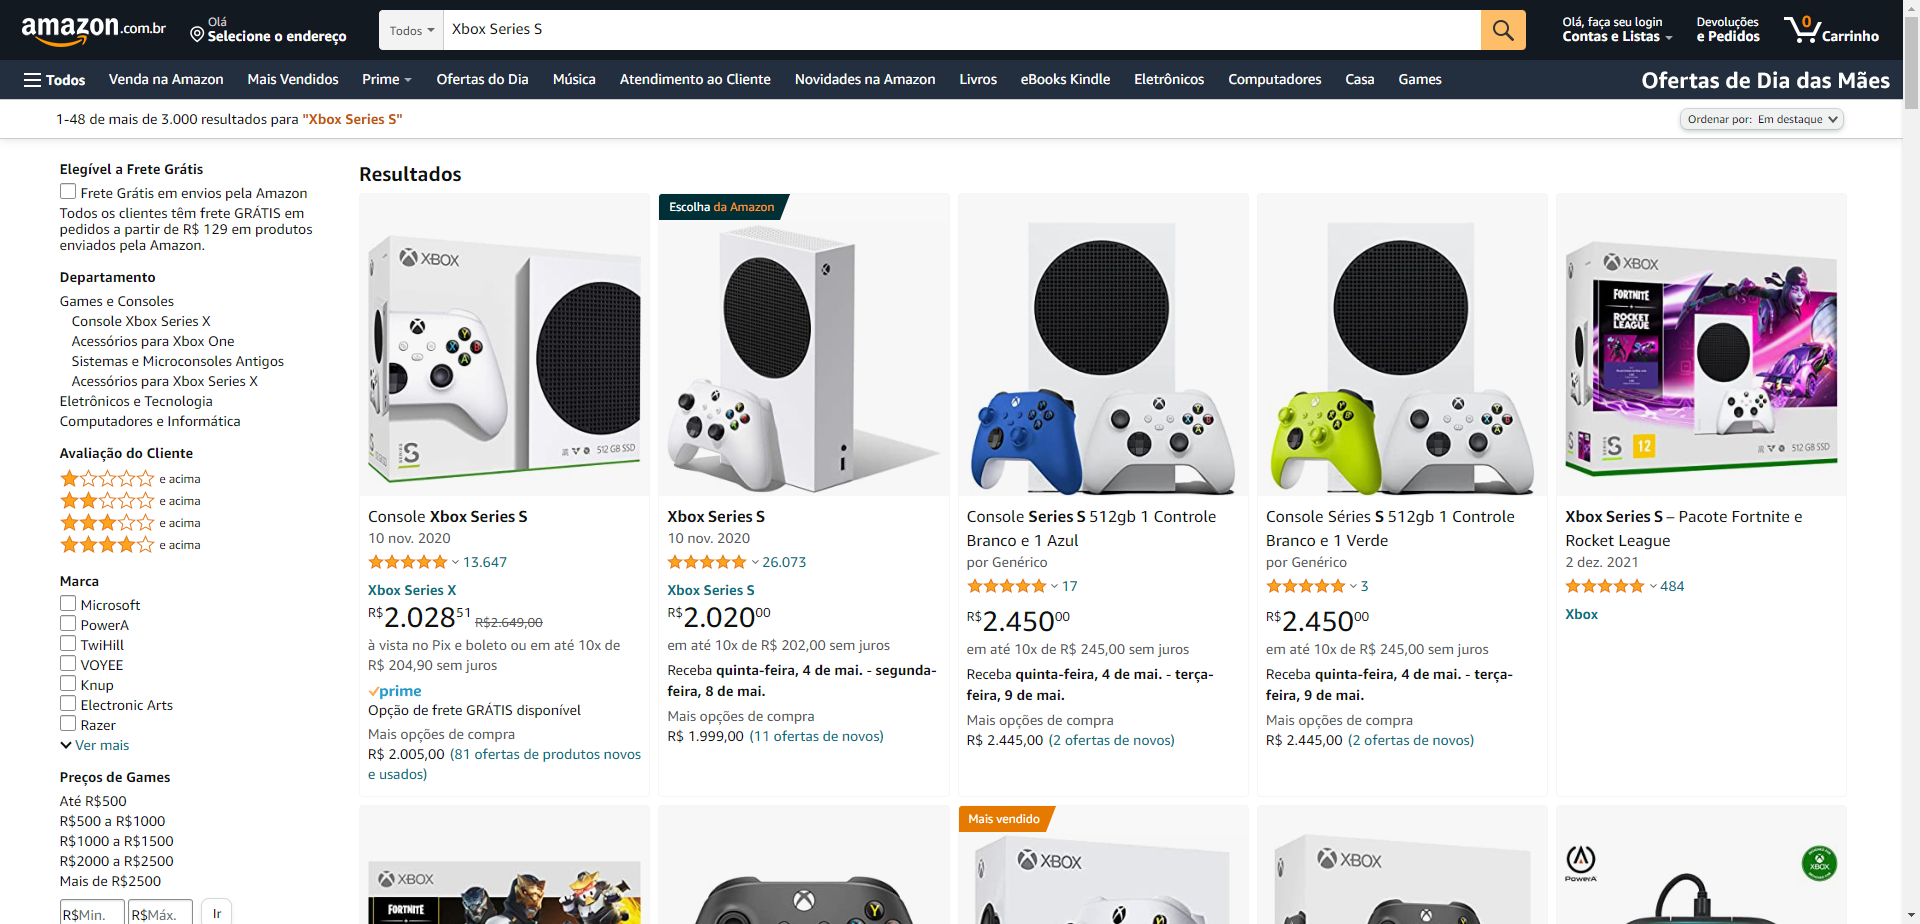 amazon.com.br
Olá
Selecione o endereço
Todos
Xbox Series S
Olá, faça seu login
Contas e Listas
Devoluções
e Pedidos
0
Carrinho
Todos
Venda na Amazon
Mais Vendidos
Prime
Ofertas do Dia
Música
Atendimento ao Cliente
Novidades na Amazon
Livros
eBooks Kindle
Eletrônicos
Computadores
Casa
Games
Ofertas de Dia das Mães
1-48 de mais de 3.000 resultados para "Xbox Series S"
Ordenar por: Em destaque
Elegível a Frete Grátis
Frete Grátis em envios pela Amazon
Todos os clientes têm frete GRÁTIS em
pedidos a partir de R$ 129 em produtos
enviados pela Amazon.
Departamento
Games e Consoles
Console Xbox Series X
Acessórios para Xbox One
Sistemas e Microconsoles Antigos
Acessórios para Xbox Series X
Eletrônicos e Tecnologia
Computadores e Informática
Avaliação do Cliente
e acima
e acima
e acima
e acima
Marca
Microsoft
PowerA
TwiHill
VOYEE
Knup
Electronic Arts
Razer
Ver mais
Preços de Games
Até R$500
R$500 a R$1000
R$1000 a R$1500
R$2000 a R$2500
Mais de R$2500
R$Min.
R$Máx.
Ir
Resultados
XBOX
SERIES S
512 GB SSD
Console Xbox Series S
10 nov. 2020
13.647
Xbox Series X
R$2.02851 R$2.649,00
à vista no Pix e boleto ou em até 10x de
R$ 204,90 sem juros
prime
Opção de frete GRÁTIS disponível
Mais opções de compra
R$ 2.005,00 (81 ofertas de produtos novos
e usados)
Escolha da Amazon
Xbox Series S
10 nov. 2020
26.073
Xbox Series S
R$2.02000
em até 10x de R$ 202,00 sem juros
Receba quinta-feira, 4 de mai. - segunda-
feira, 8 de mai.
Mais opções de compra
R$ 1.999,00 (11 ofertas de novos)
Console Series S 512gb 1 Controle
Branco e 1 Azul
por Genérico
17
R$2.45000
em até 10x de R$ 245,00 sem juros
Receba quinta-feira, 4 de mai. - terça-
feira, 9 de mai.
Mais opções de compra
R$ 2.445,00 (2 ofertas de novos)
Console Séries S 512gb 1 Controle
Branco e 1 Verde
por Genérico
3
R$2.45000
em até 10x de R$ 245,00 sem juros
Receba quinta-feira, 4 de mai. - terça-
feira, 9 de mai.
Mais opções de compra
R$ 2.445,00 (2 ofertas de novos)
XBOX
FORTNITE
ROCKET
LEAGUE
SERIES S
12
512 GB SSD
Xbox Series S – Pacote Fortnite e
Rocket League
2 dez. 2021
484
Xbox
XBOX
FORTNITE
Mais vendido
XBOX
XBOX
POWERA
XBOX